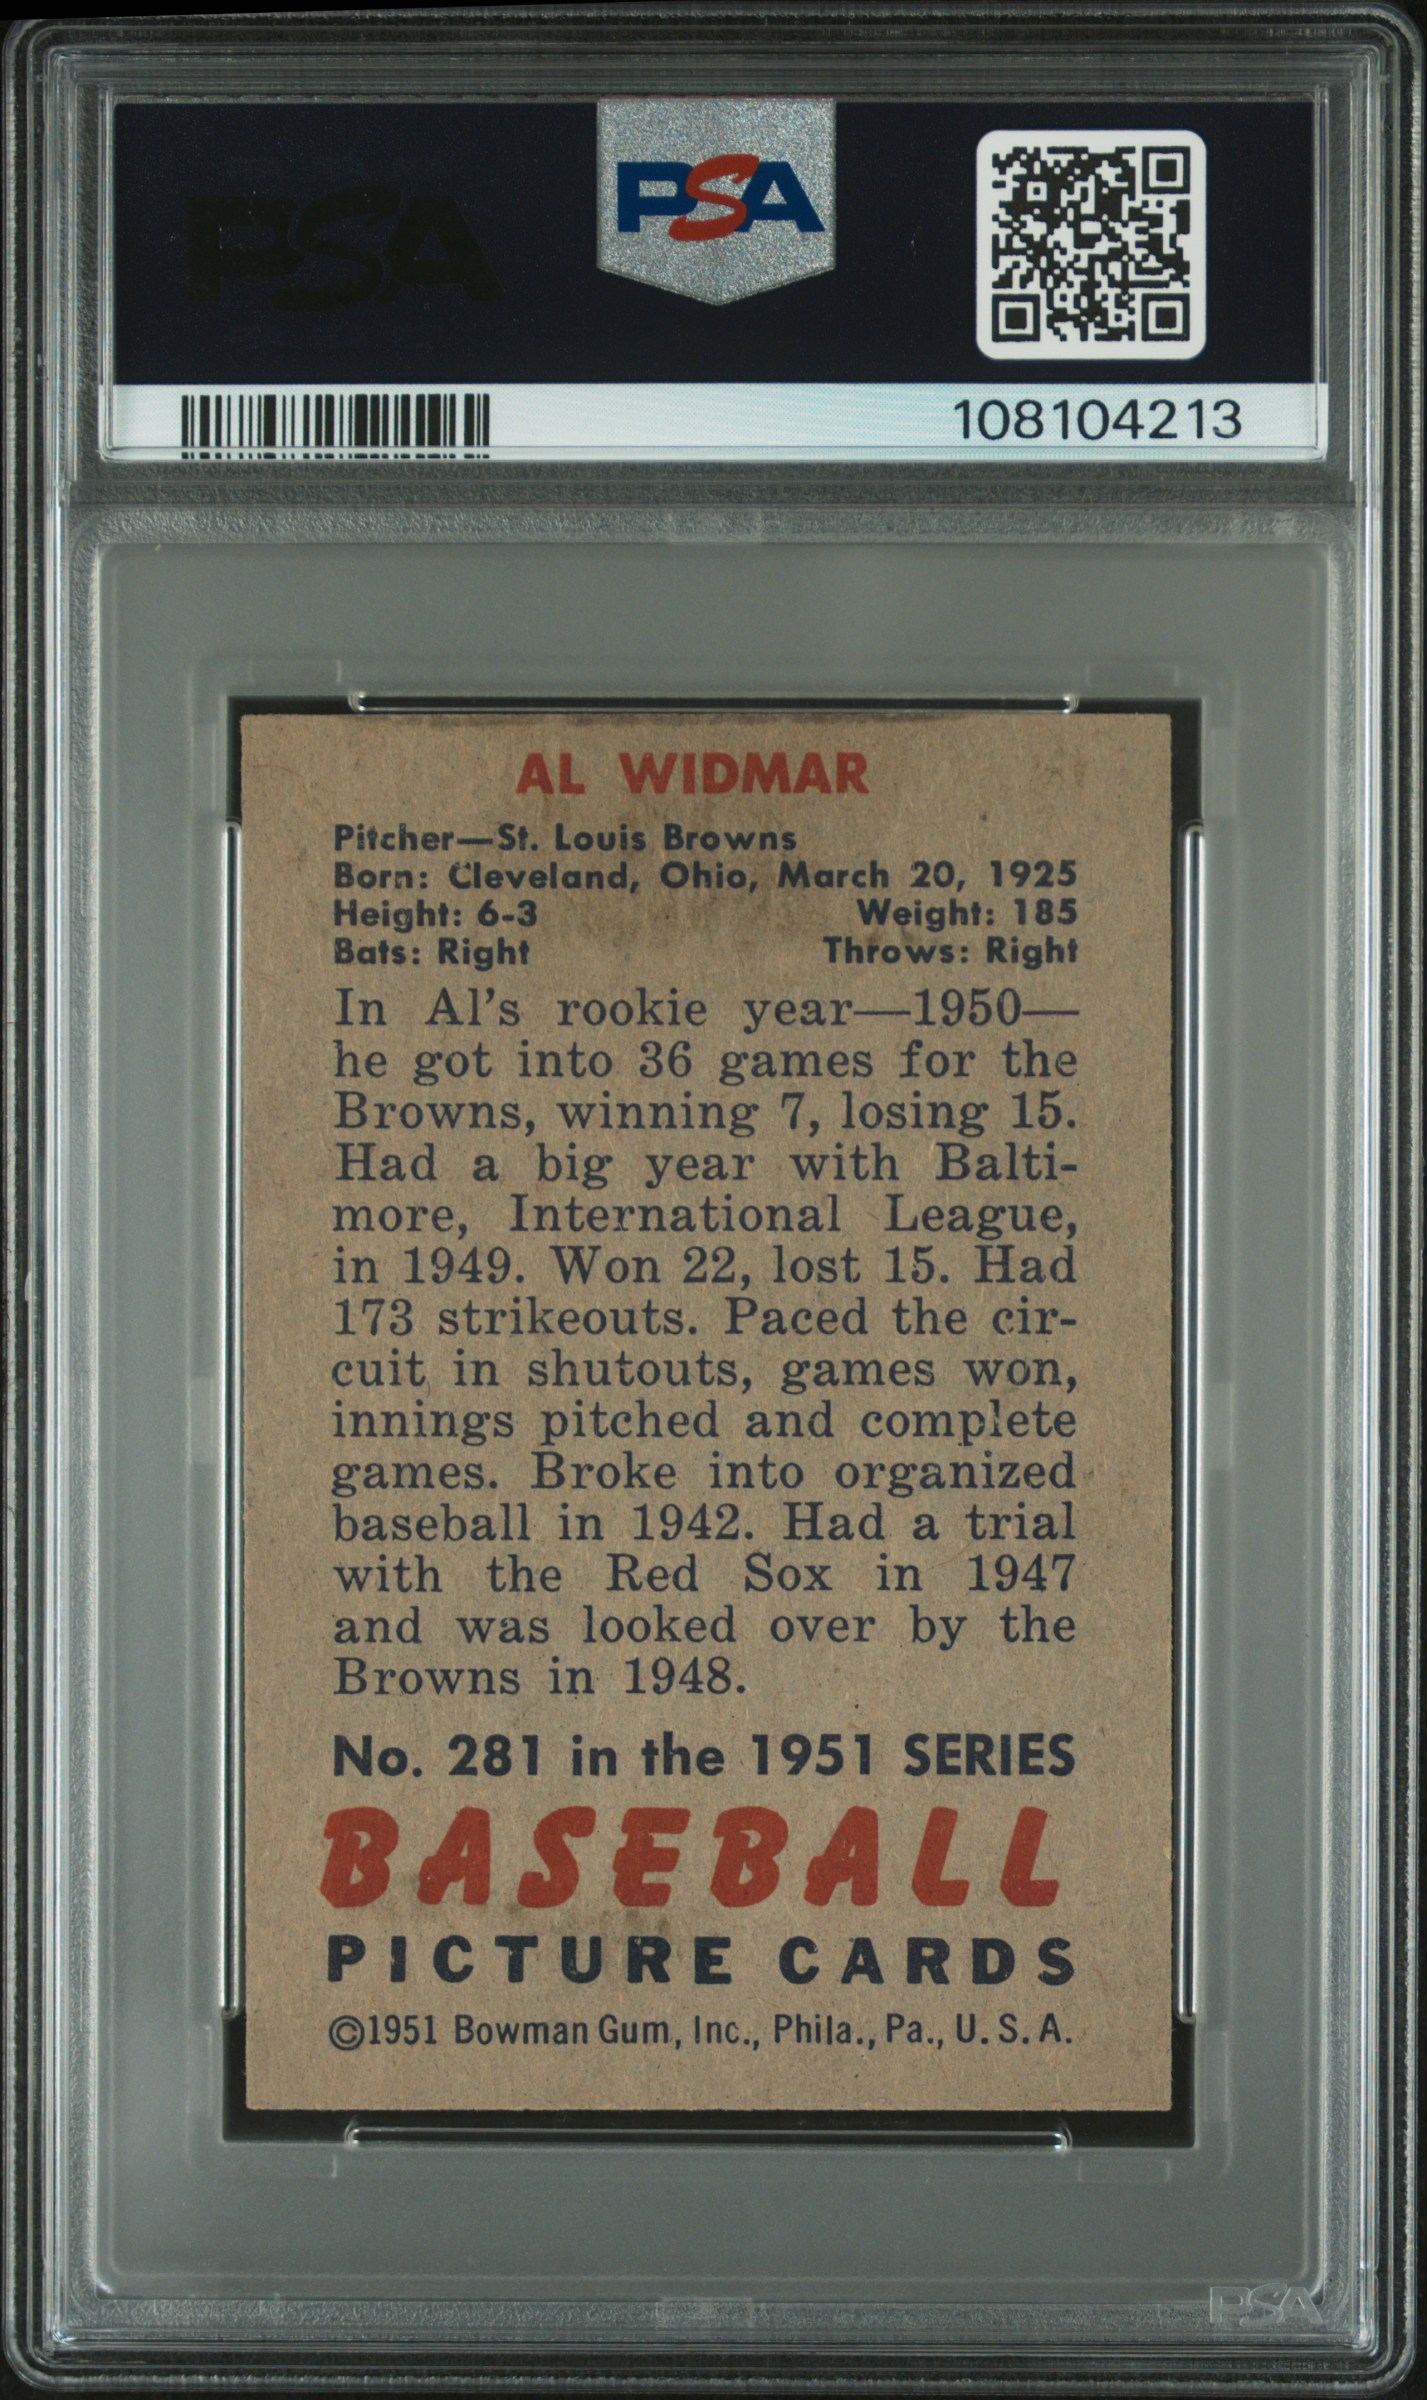 PSA
PSA
108104213
AL WIDMAR
Pitcher—St. Louis Browns
Born: Cleveland, Ohio, March 20, 1925
Height: 6-3 Weight: 185
Bats: Right Throws: Right
In Al's rookie year—1950—
he got into 36 games for the
Browns, winning 7, losing 15.
Had a big year with Balti-
more, International League,
in 1949. Won 22, lost 15. Had
173 strikeouts. Paced the cir-
cuit in shutouts, games won,
innings pitched and complete
games. Broke into organized
baseball in 1942. Had a trial
with the Red Sox in 1947
and was looked over by the
Browns in 1948.
No. 281 in the 1951 SERIES
BASEBALL
PICTURE CARDS
©1951 Bowman Gum, Inc., Phila., Pa., U. S. A.
PSA